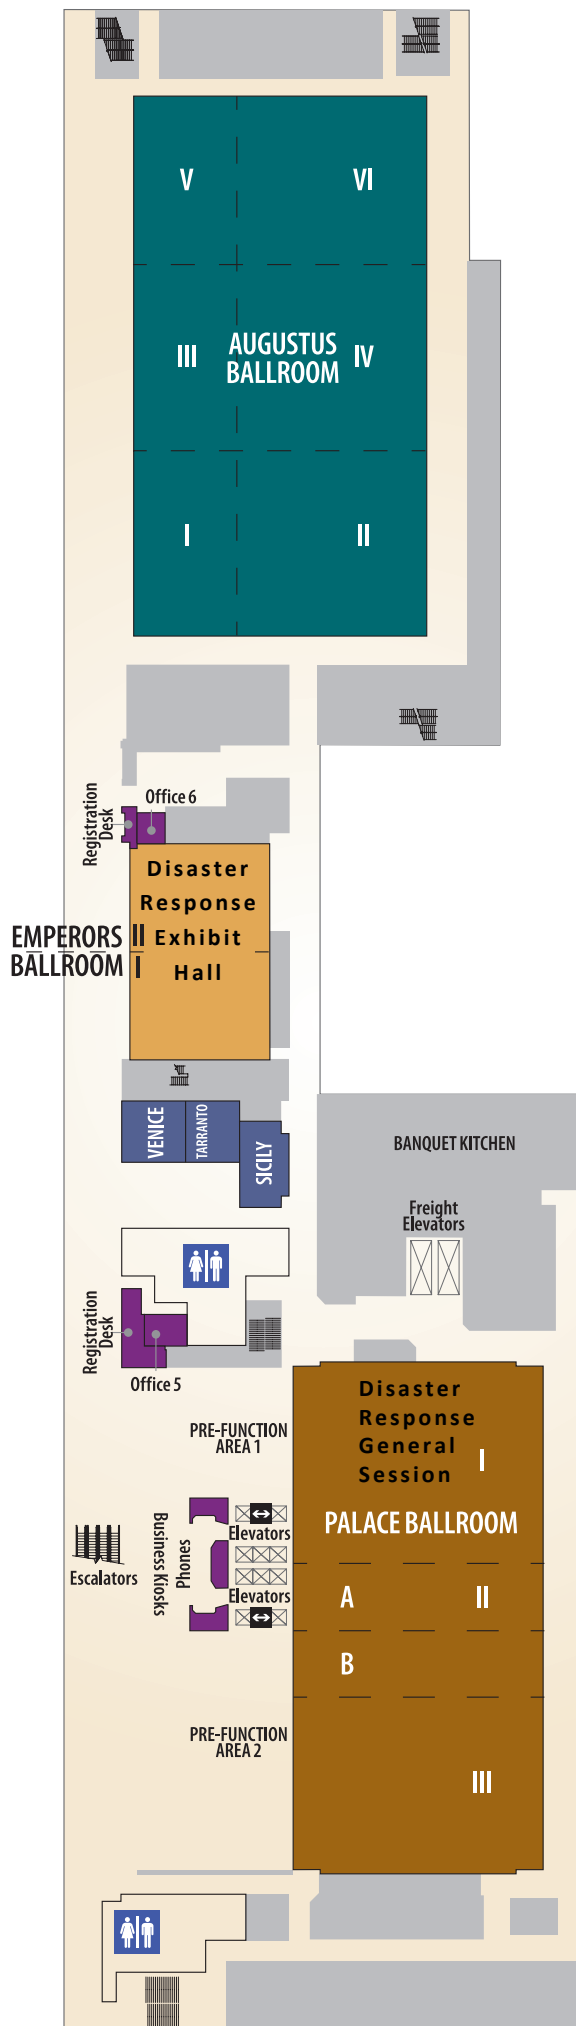 V
VI
III
AUGUSTUS
BALLROOM
IV
I
II
Office 6
Registration
Desk
Disaster
Response
Exhibit
Hall
EMPERORS II
BALLROOM I
VENICE
TARRANTO
SICILY
BANQUET KITCHEN
Freight
Elevators
Registration
Desk
Office 5
Disaster
Response
General
Session
I
PRE-FUNCTION
AREA 1
PALACE BALLROOM
Elevators
Business Kiosks
Phones
Escalators
Elevators
A
II
B
PRE-FUNCTION
AREA 2
III